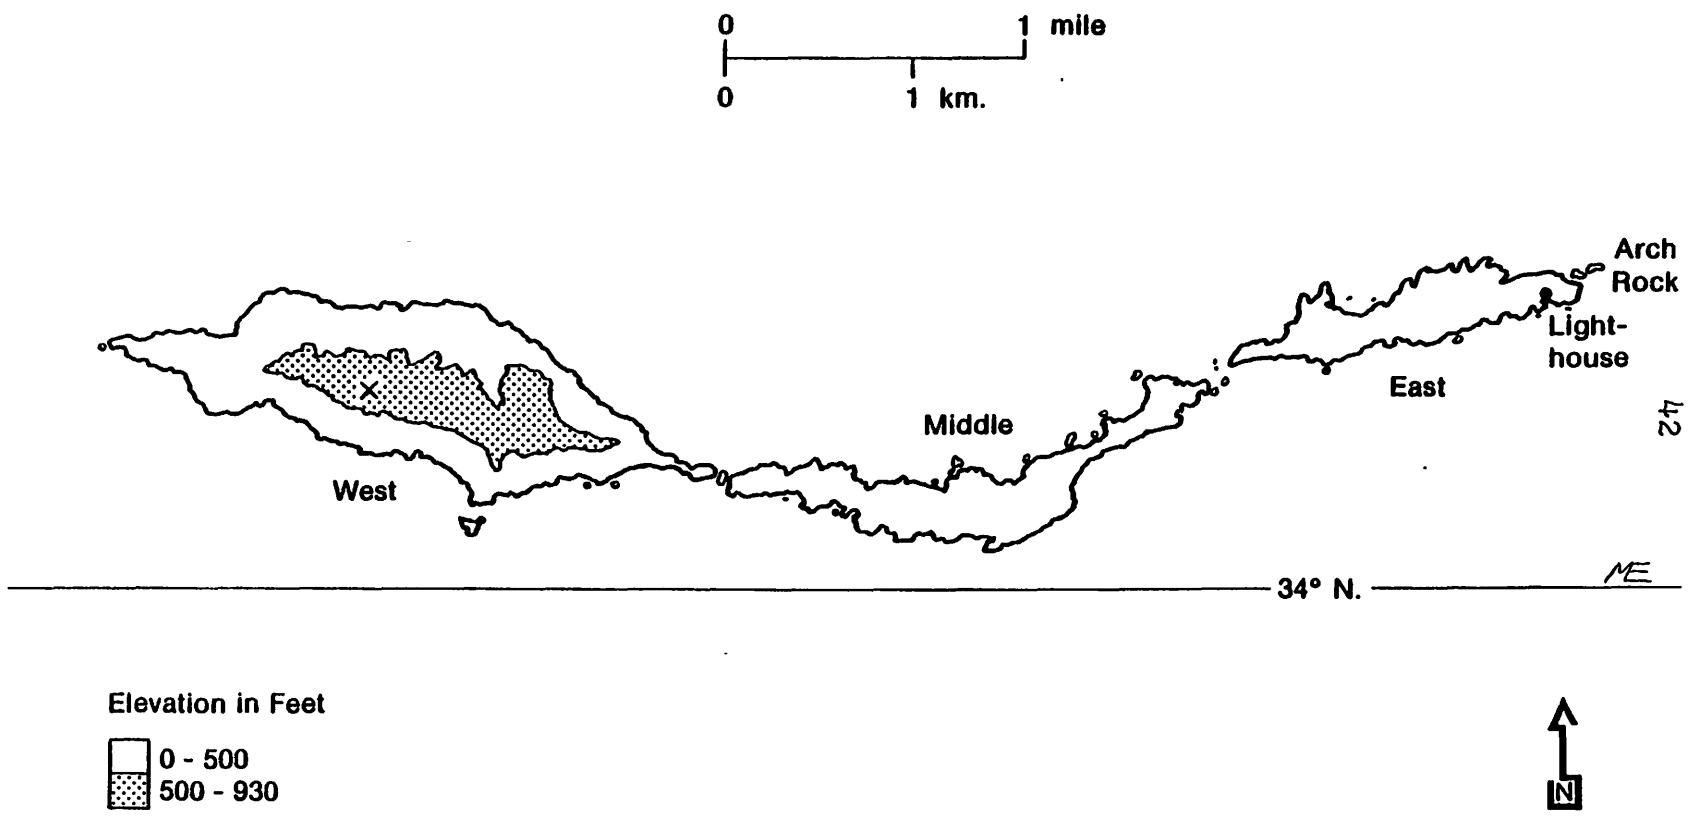 0 1 mile
0 1 km.
Arch
Rock
Light-
house
East
42
Middle
West
34° N.
ME
Elevation in Feet
0 - 500
500 - 930
N